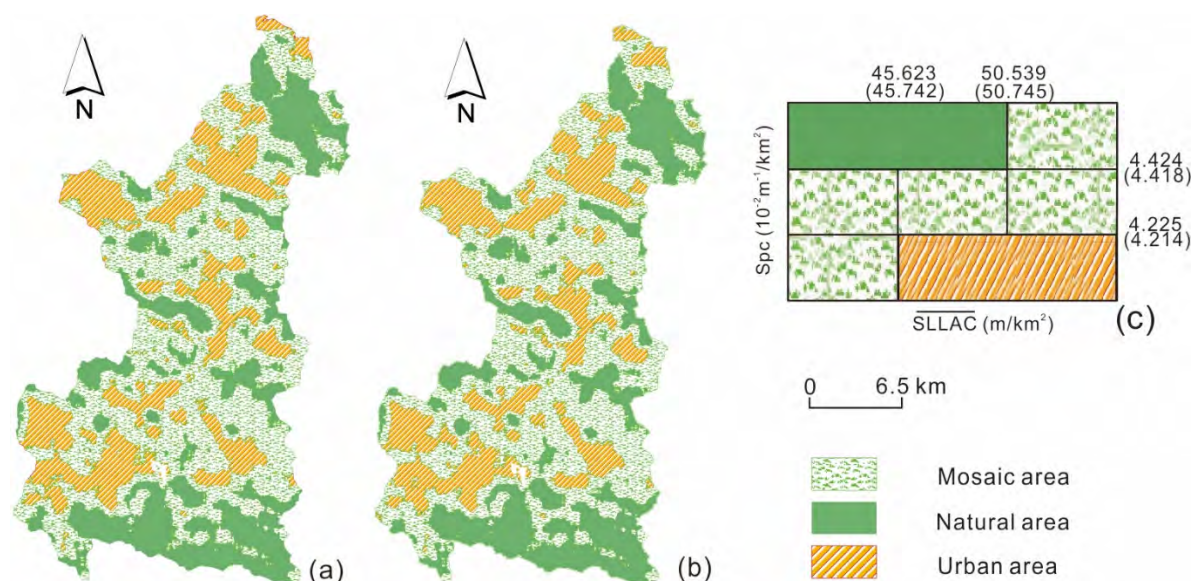 N
N
45.623
(45.742)
50.539
(50.745)
4.424
(4.418)
4.225
(4.214)
Spc (10⁻²m⁻¹/km²)
SLLAC (m/km²)
(c)
0 6.5 km
Mosaic area
Natural area
Urban area
(a)
(b)